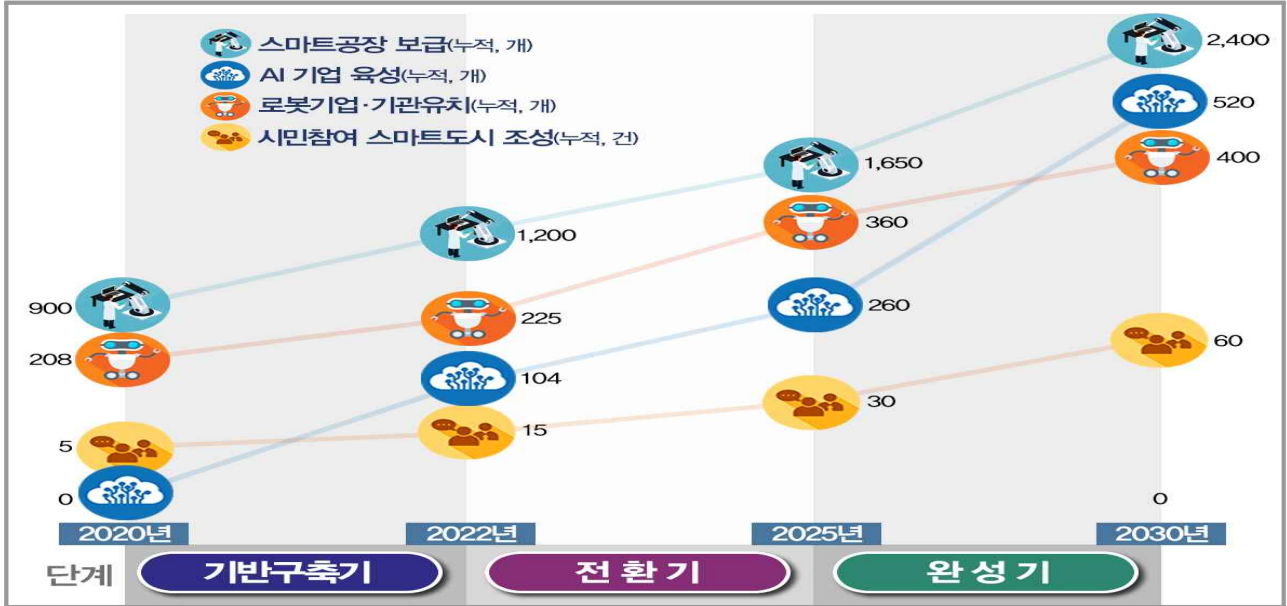 스마트공장 보급(누적, 개)
AI 기업 육성(누적, 개)
로봇기업·기관유치(누적, 개)
시민참여 스마트도시 조성(누적, 건)
2,400
520
400
1,650
360
260
30
60
1,200
225
104
15
900
208
5
0
0
2020년 2022년 2025년 2030년
단계 기반구축기 전환기 완성기